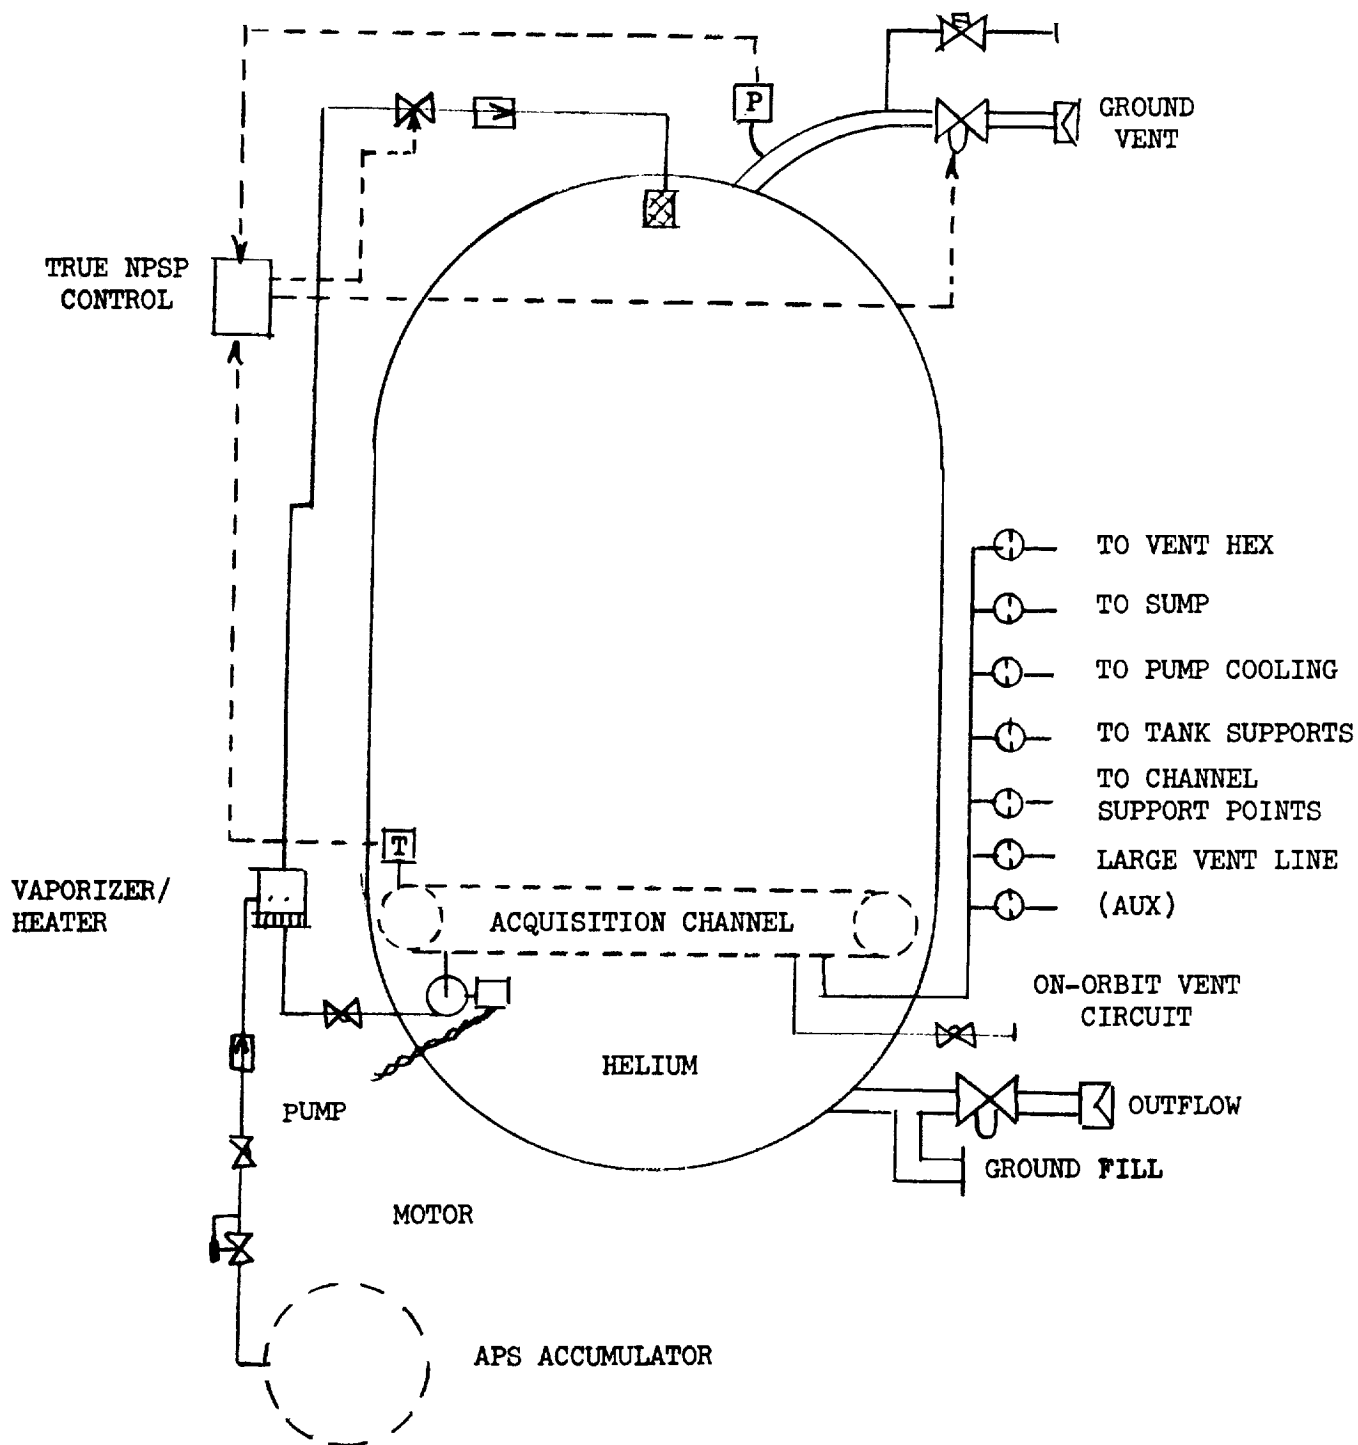 P
GROUND
VENT
TRUE NPSP
CONTROL
TO VENT HEX
TO SUMP
TO PUMP COOLING
TO TANK SUPPORTS
TO CHANNEL
SUPPORT POINTS
T
LARGE VENT LINE
VAPORIZER/
HEATER
(AUX)
ACQUISITION CHANNEL
ON-ORBIT VENT
CIRCUIT
HELIUM
PUMP
OUTFLOW
GROUND FILL
MOTOR
APS ACCUMULATOR